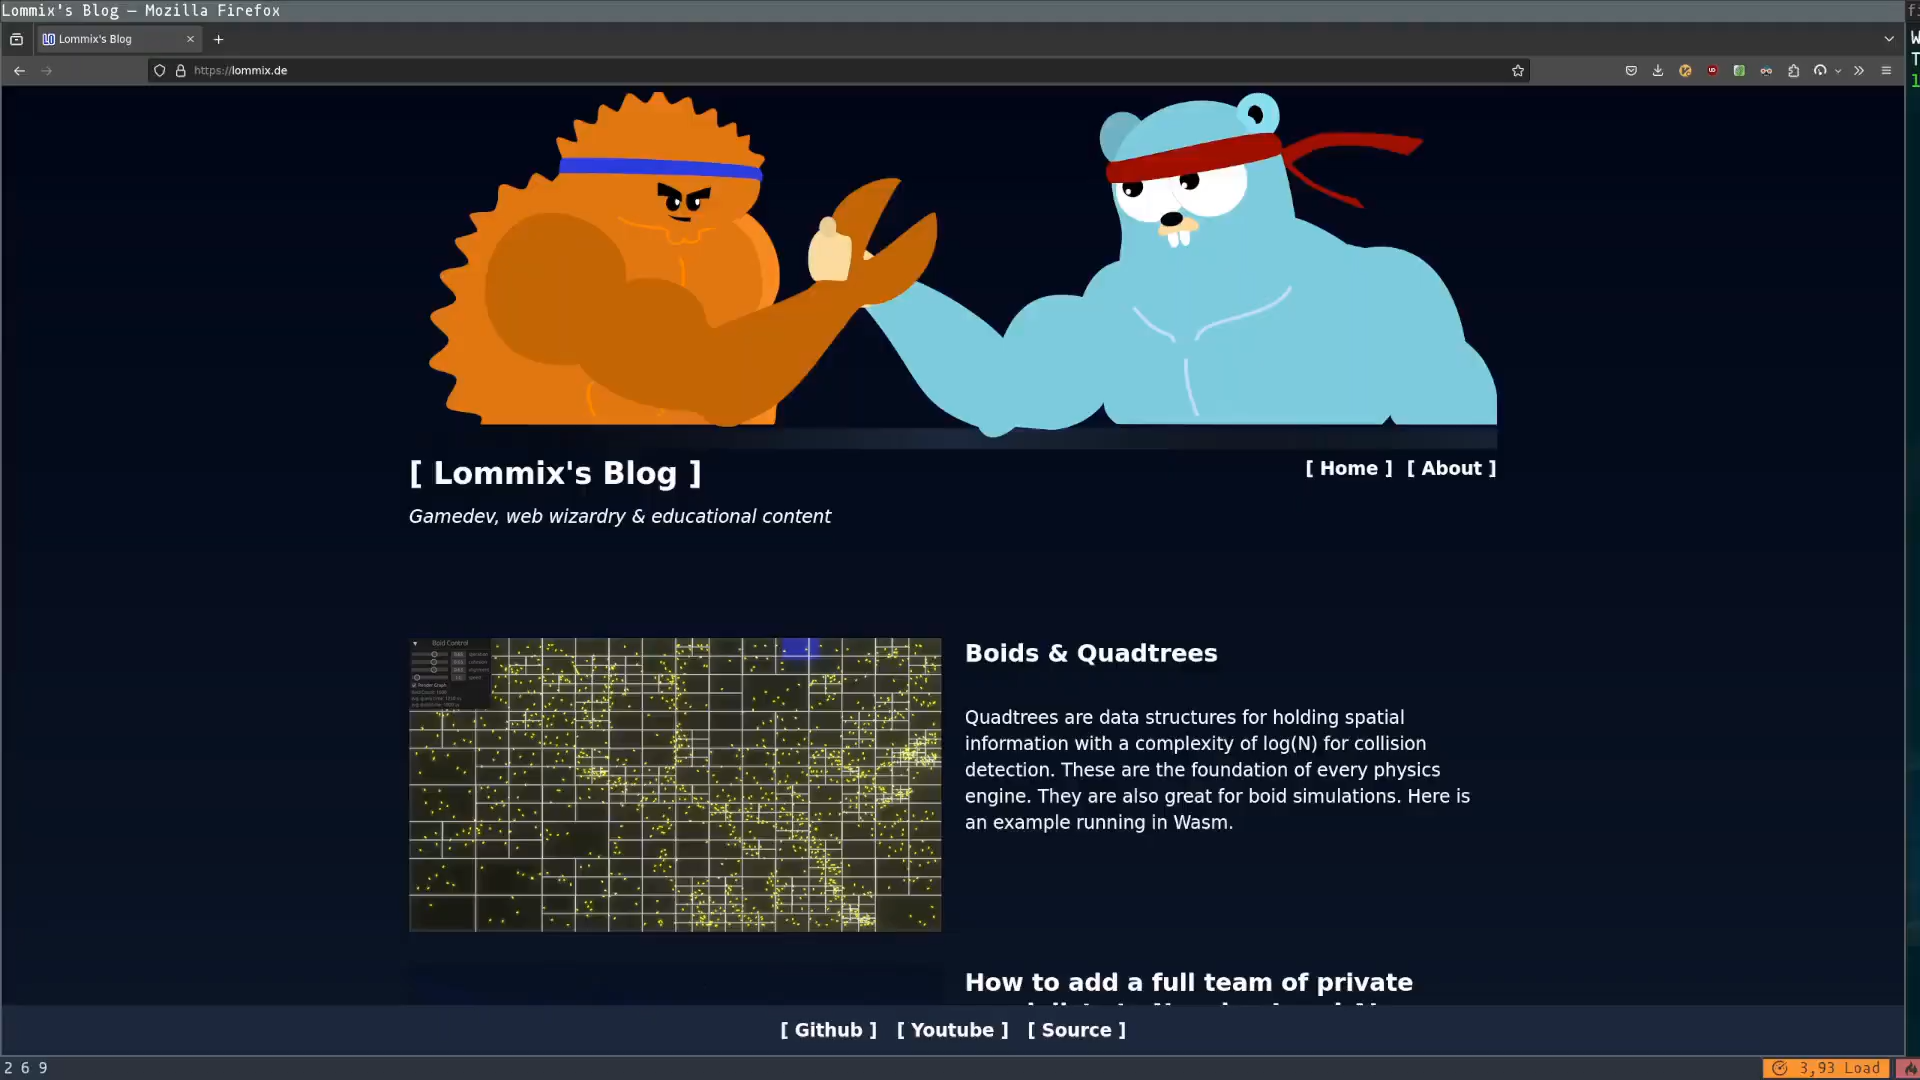 Lommix's Blog — Mozilla Firefox
Lommix's Blog
https://lommix.de
[ Lommix's Blog ]
[ Home ] [ About ]
Gamedev, web wizardry & educational content
Boid Control
Boids & Quadtrees
Quadtrees are data structures for holding spatial
information with a complexity of log(N) for collision
detection. These are the foundation of every physics
engine. They are also great for boid simulations. Here is
an example running in Wasm.
How to add a full team of private
[ Github ] [ Youtube ] [ Source ]
2 6 9
3,93 Load